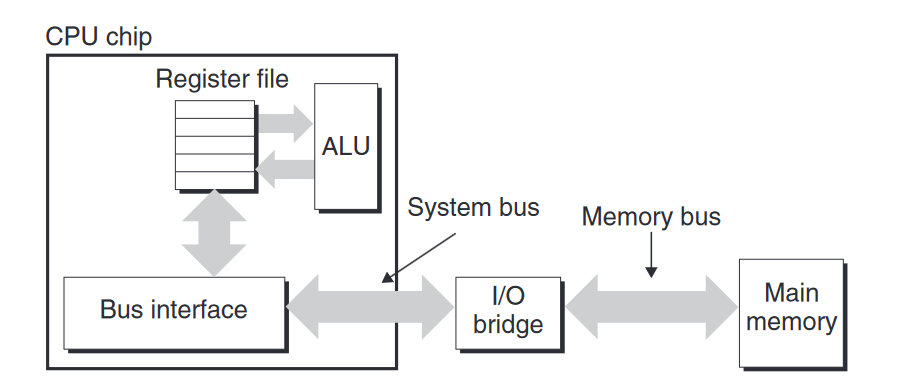 CPU chip
Register file
ALU
System bus
Memory bus
Bus interface
I/O
bridge
Main
memory